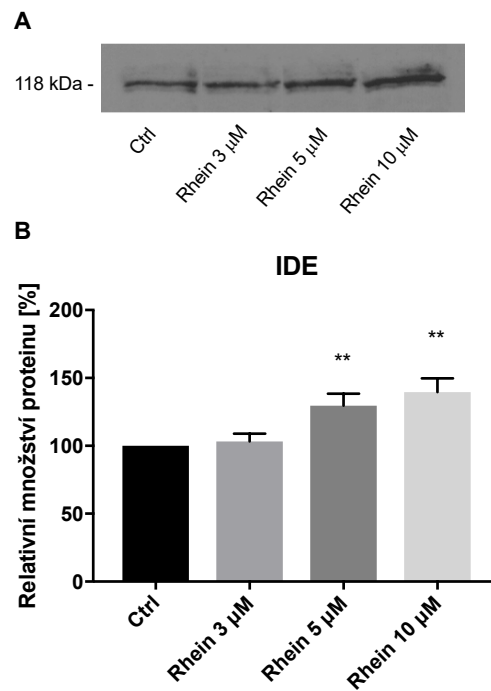 A
118 kDa -
Ctrl
Rhein 3 µM
Rhein 5 µM
Rhein 10 µM
B
IDE
Relativní množství proteinu [%]
200
150
100
50
0
**
**
Ctrl
Rhein 3 µM
Rhein 5 µM
Rhein 10 µM